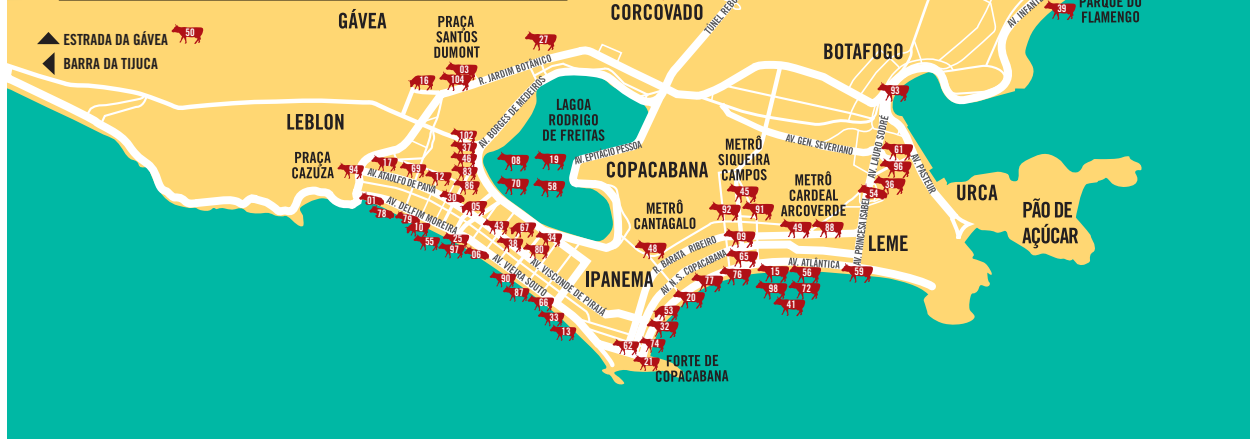 GÁVEA
PRAÇA
SANTOS
DUMONT
CORCOVADO
TÚNEL REBO
PARQUE DO
FLAMENGO
39
AV. INFANTE
50
ESTRADA DA GÁVEA
BARRA DA TIJUCA
27
03
104
16
R. JARDIM BOTÂNICO
BOTAFOGO
93
LEBLON
AV. BORGES DE MEDEIROS
LAGOA
RODRIGO
DE FREITAS
08
19
70
58
AV. EPITÁCIO PESSOA
102
37
46
83
86
PRAÇA
CAZUZA
94
17
69
12
30
05
AV. ATAULFO DE PAIVA
01
78
79
10
55
25
97
06
AV. DELFIM MOREIRA
COPACABANA
METRÔ
SIQUEIRA
CAMPOS
45
92
91
METRÔ
CARDEAL
ARCOVERDE
49
88
AV. GEN. SEVERIANO
AV. LAURO SODRÉ
61
96
36
54
AV. PASTEUR
URCA
PÃO DE
AÇÚCAR
METRÔ
CANTAGALO
48
43
67
38
80
34
AV. VISCONDE DE PIRAJÁ
AV. VIEIRA SOUTO
90
87
66
33
13
IPANEMA
R. BARATA RIBEIRO
AV. N. S. COPACABANA
09
65
76
77
20
53
32
74
62
21
AV. PRINCESA ISABEL
LEME
AV. ATLÂNTICA
15
56
98
72
41
59
FORTE DE
COPACABANA